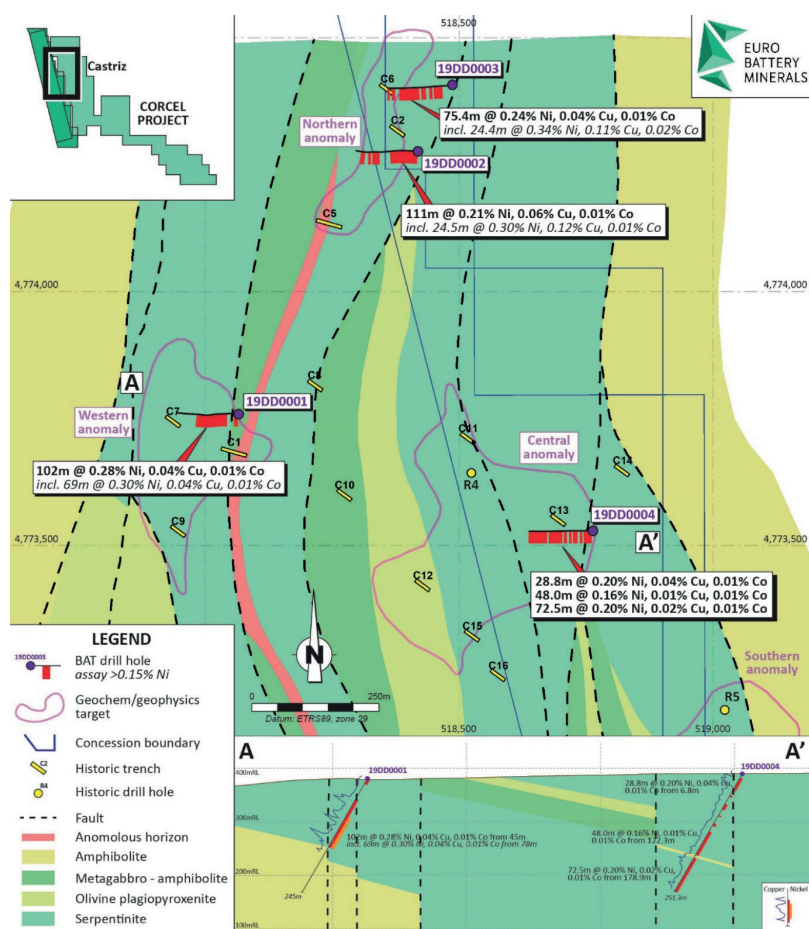 518,500
Castriz
CORCEL
PROJECT
EURO
BATTERY
MINERALS
C6
19DD0003
75.4m @ 0.24% Ni, 0.04% Cu, 0.01% Co
incl. 24.4m @ 0.34% Ni, 0.11% Cu, 0.02% Co
C2
Northern
anomaly
19DD0002
C5
111m @ 0.21% Ni, 0.06% Cu, 0.01% Co
incl. 24.5m @ 0.30% Ni, 0.12% Cu, 0.01% Co
4,774,000
A
C7
19DD0001
Western
anomaly
C1
102m @ 0.28% Ni, 0.04% Cu, 0.01% Co
incl. 69m @ 0.30% Ni, 0.04% Cu, 0.01% Co
C11
Central
anomaly
C14
R4
C10
C13
C9
19DD0004
4,773,500
A'
28.8m @ 0.20% Ni, 0.04% Cu, 0.01% Co
48.0m @ 0.16% Ni, 0.01% Cu, 0.01% Co
72.5m @ 0.20% Ni, 0.02% Cu, 0.01% Co
C12
C15
C16
Southern
anomaly
R5
N
0
250m
Datum: ETRS89, zone 29
518,500
519,000
LEGEND
19DD0003
BAT drill hole
assay >0.15% Ni
Geochem/geophysics
target
Concession boundary
C2
Historic trench
R4
Historic drill hole
Fault
Anomolous horizon
Amphibolite
Metagabbro - amphibolite
Olivine plagiopyroxenite
Serpentinite
A
A'
400mRL
19DD0001
19DD0004
28.8m @ 0.20% Ni, 0.04% Cu,
0.01% Co from 6.8m
300mRL
102m @ 0.28% Ni, 0.04% Cu, 0.01% Co from 45m
incl. 69m @ 0.30% Ni, 0.04% Cu, 0.01% Co from 78m
48.0m @ 0.16% Ni, 0.01% Cu,
0.01% Co from 122.3m
200mRL
72.5m @ 0.20% Ni, 0.02% Cu,
0.01% Co from 178.9m
245m
251.3m
100mRL
Copper
Nickel